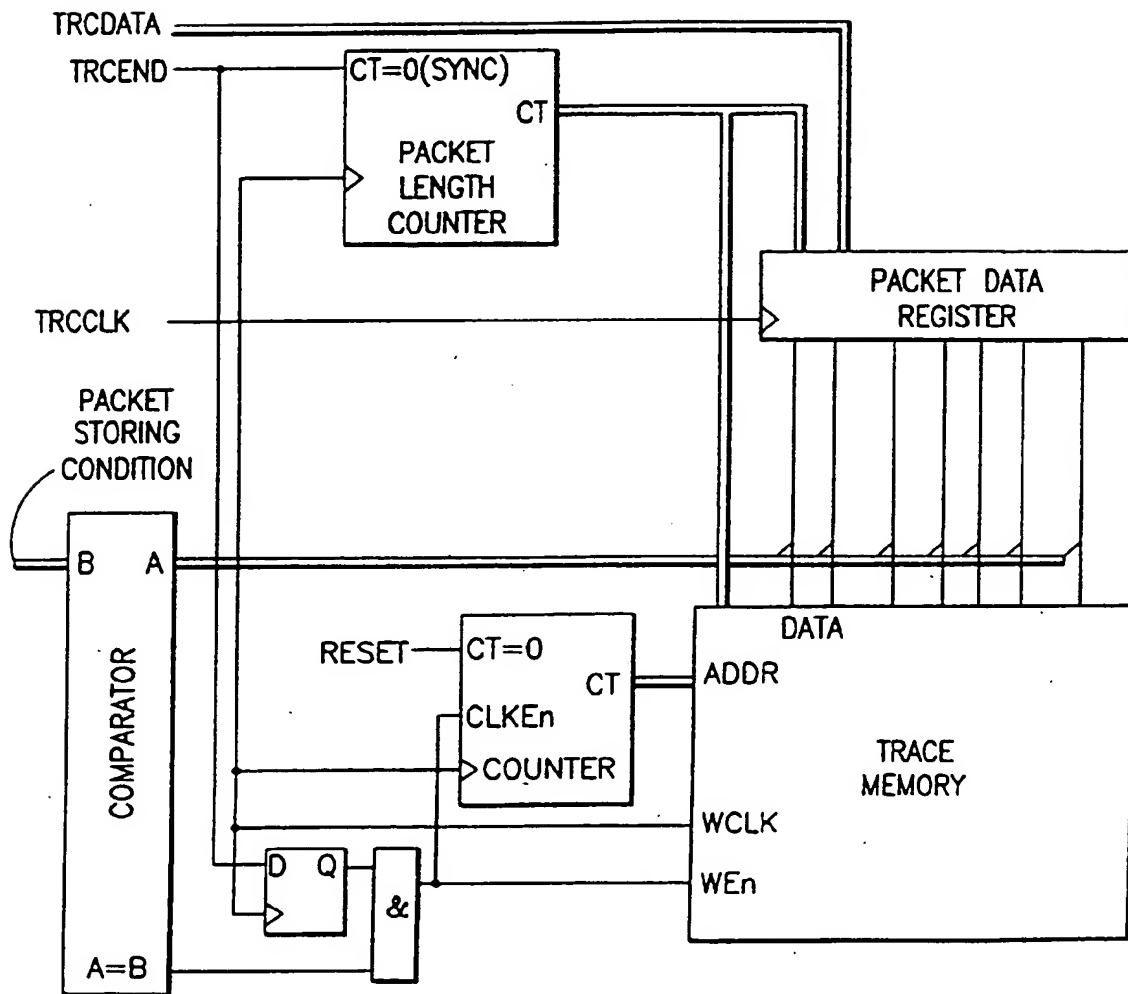 TRCDATA
TRCEND
CT=0(SYNC)
CT
PACKET
LENGTH
COUNTER
PACKET DATA
REGISTER
TRCCLK
PACKET
STORING
CONDITION
B
A
COMPARATOR
A=B
RESET
CT=0
CT
CLKEn
COUNTER
DATA
ADDR
TRACE
MEMORY
WCLK
WEn
D
Q
&